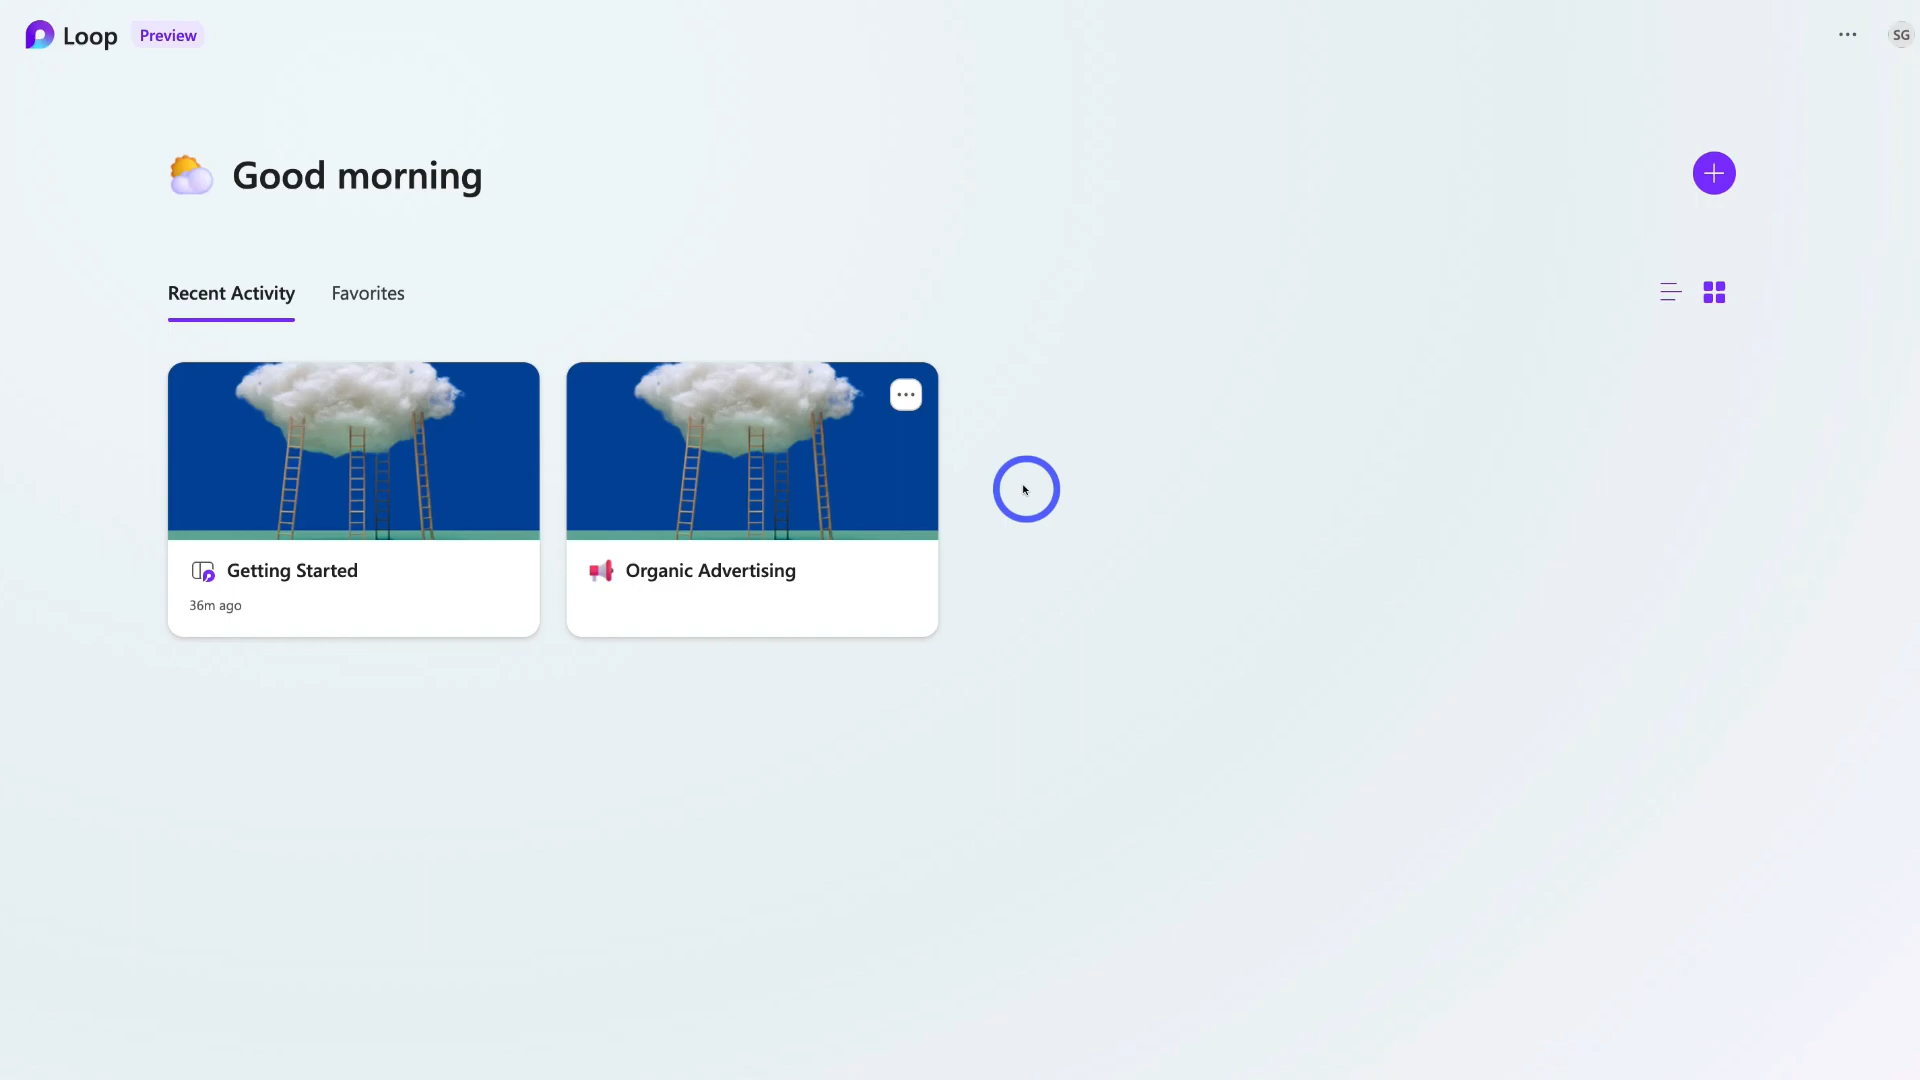 Loop Preview
SG
Good morning
Recent Activity Favorites
Getting Started
36m ago
Organic Advertising